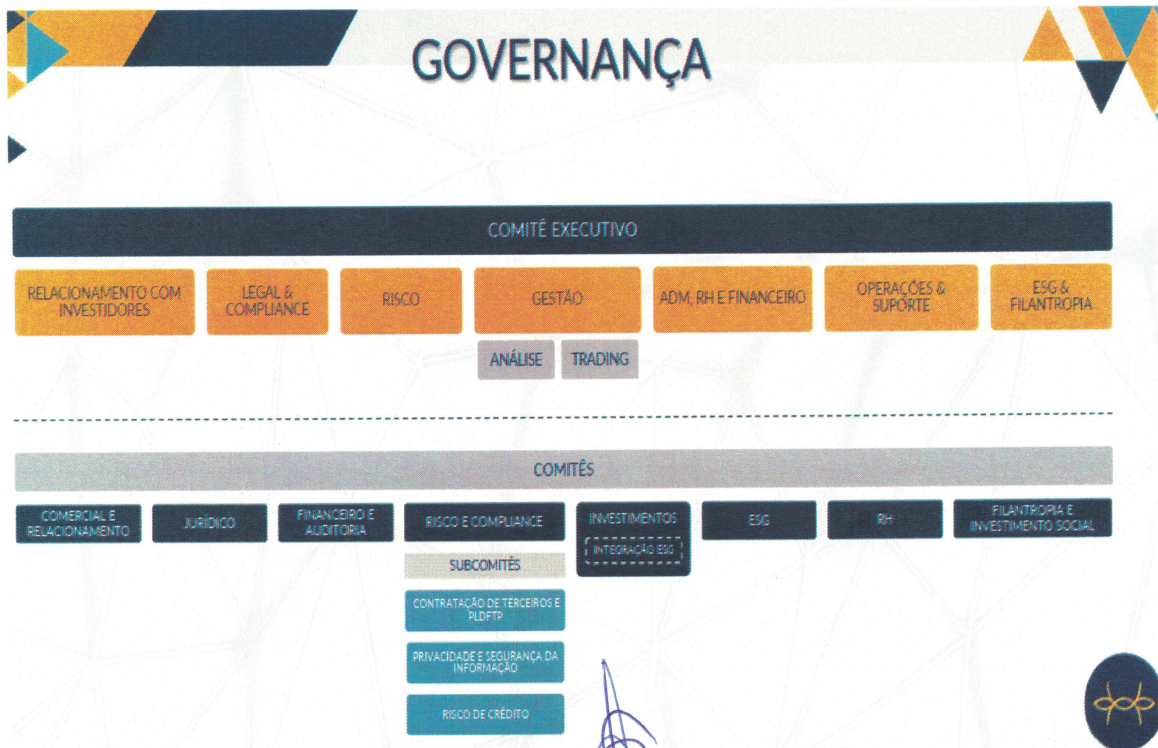 GOVERNANÇA
COMITÊ EXECUTIVO
RELACIONAMENTO COM
INVESTIDORES
LEGAL &
COMPLIANCE
RISCO
GESTÃO
ADM, RH E FINANCEIRO
OPERAÇÕES &
SUPORTE
ESG &
FILANTROPIA
ANÁLISE
TRADING
COMITÊS
COMERCIAL E
RELACIONAMENTO
JURÍDICO
FINANCEIRO E
AUDITORIA
RISCO E COMPLIANCE
INVESTIMENTOS
INTEGRAÇÃO ESG
ESG
RH
FILANTROPIA E
INVESTIMENTO SOCIAL
SUBCOMITÊS
CONTRATAÇÃO DE TERCEIROS E
PLDFTP
PRIVACIDADE E SEGURANÇA DA
INFORMAÇÃO
RISCO DE CRÉDITO